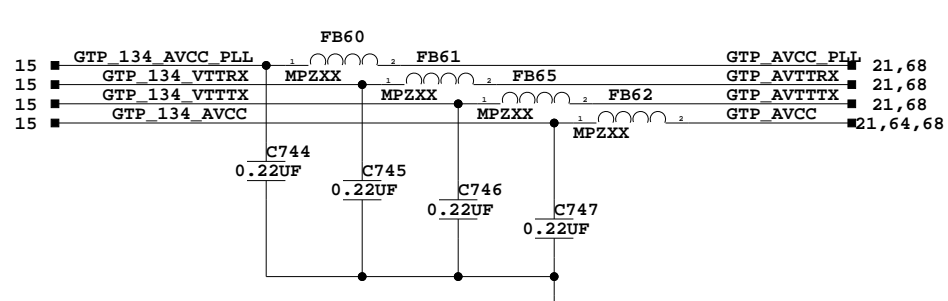 FB60
15 GTP_134_AVCC_PLL 1 2 FB61 GTP_AVCC_PLL 21,68
15 GTP_134_VTTRX MPZXX 1 2 FB65 GTP_AVTTRX 21,68
15 GTP_134_VTTTX MPZXX 1 2 FB62 GTP_AVTTTX 21,68
15 GTP_134_AVCC MPZXX 1 2 GTP_AVCC 21,64,68
MPZXX
C744
0.22UF
C745
0.22UF
C746
0.22UF
C747
0.22UF